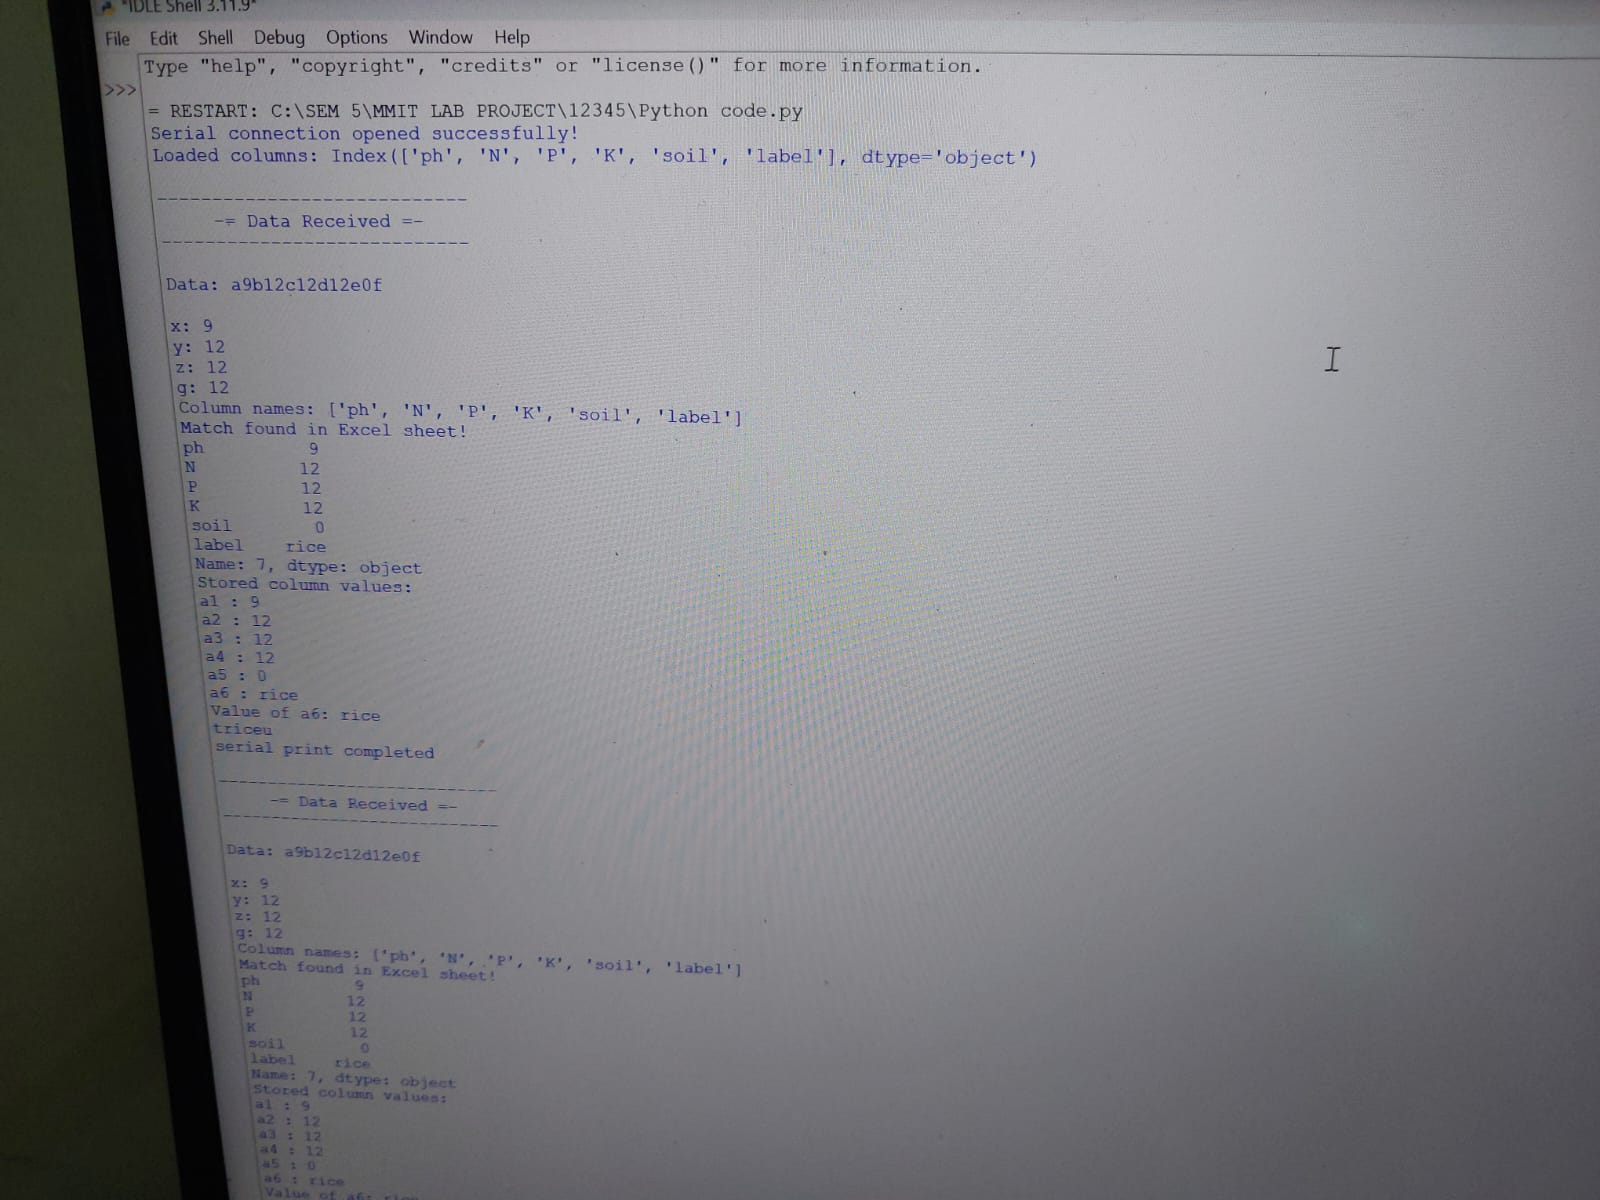 *IDLE Shell 3.11.9*
File Edit Shell Debug Options Window Help
Type "help", "copyright", "credits" or "license()" for more information.
>>>
= RESTART: C:\SEM 5\MMIT LAB PROJECT\12345\Python code.py
Serial connection opened successfully!
Loaded columns: Index(['ph', 'N', 'P', 'K', 'soil', 'label'], dtype='object')
----------------------------
-= Data Received =-
----------------------------
Data: a9b12c12d12e0f
x: 9
y: 12
z: 12
g: 12
Column names: ['ph', 'N', 'P', 'K', 'soil', 'label']
Match found in Excel sheet!
ph 9
N 12
P 12
K 12
soil 0
label rice
Name: 7, dtype: object
Stored column values:
a1 : 9
a2 : 12
a3 : 12
a4 : 12
a5 : 0
a6 : rice
Value of a6: rice
triceu
serial print completed
----------------------------
-= Data Received =-
----------------------------
Data: a9b12c12d12e0f
x: 9
y: 12
z: 12
g: 12
Column names: ['ph', 'N', 'P', 'K', 'soil', 'label']
Match found in Excel sheet!
ph 9
N 12
P 12
K 12
soil 0
label rice
Name: 7, dtype: object
Stored column values:
a1 : 9
a2 : 12
a3 : 12
a4 : 12
a5 : 0
a6 : rice
Value of a6: rice